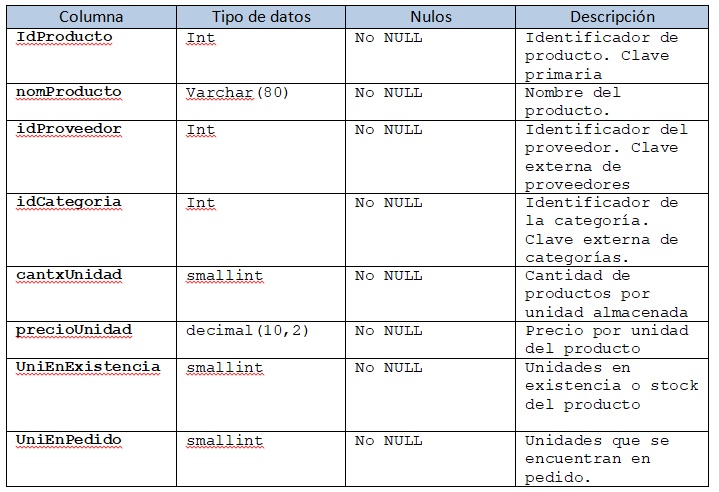 Columna Tipo de datos Nulos Descripción
IdProducto Int No NULL Identificador de
producto. Clave
primaria
nomProducto Varchar(80) No NULL Nombre del
producto.
idProveedor Int No NULL Identificador del
proveedor. Clave
externa de
proveedores
idCategoria Int No NULL Identificador de
la categoría.
Clave externa de
categorías.
cantxUnidad smallint No NULL Cantidad de
productos por
unidad almacenada
precioUnidad decimal(10,2) No NULL Precio por unidad
del producto
UniEnExistencia smallint No NULL Unidades en
existencia o stock
del producto
UniEnPedido smallint No NULL Unidades que se
encuentran en
pedido.